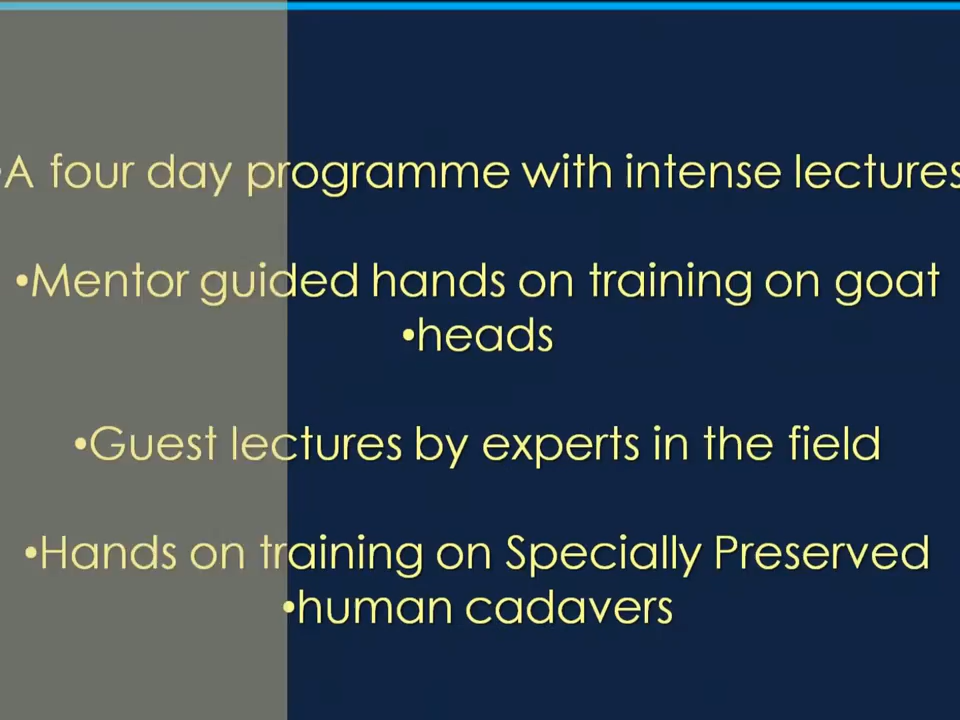 •A four day programme with intense lectures
•Mentor guided hands on training on goat
•heads
•Guest lectures by experts in the field
•Hands on training on Specially Preserved
•human cadavers